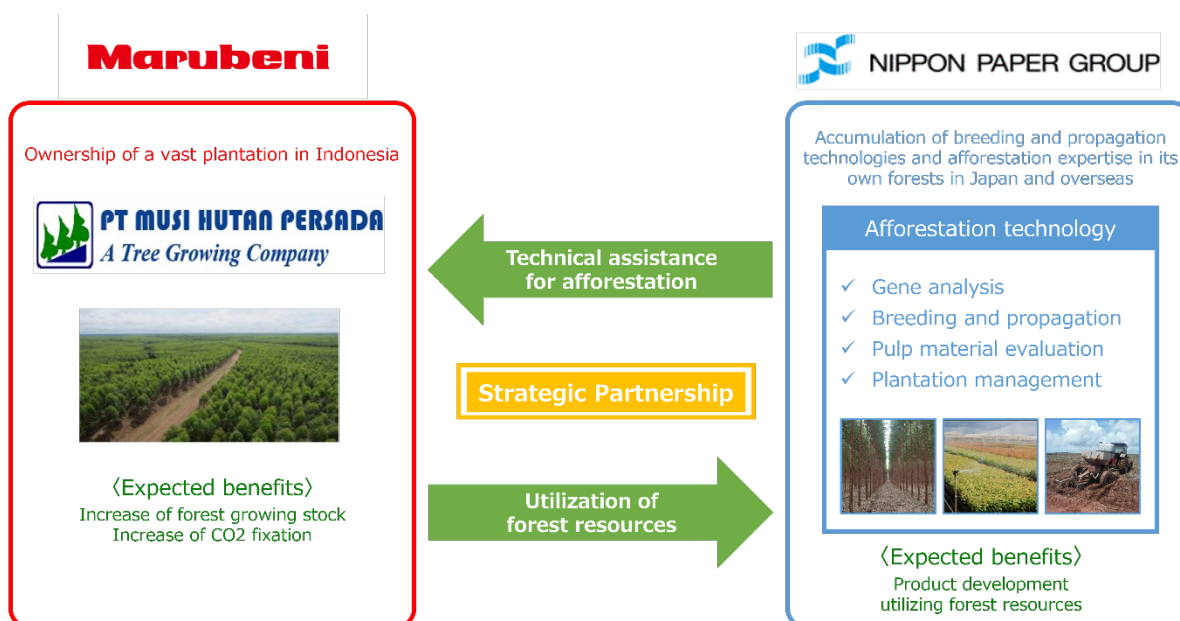 Marubeni
Ownership of a vast plantation in Indonesia
PT MUSI HUTAN PERSADA
A Tree Growing Company
〈Expected benefits〉
Increase of forest growing stock
Increase of CO2 fixation
Technical assistance
for afforestation
Strategic Partnership
Utilization of
forest resources
NIPPON PAPER GROUP
Accumulation of breeding and propagation
technologies and afforestation expertise in its
own forests in Japan and overseas
Afforestation technology
✓ Gene analysis
✓ Breeding and propagation
✓ Pulp material evaluation
✓ Plantation management
〈Expected benefits〉
Product development
utilizing forest resources